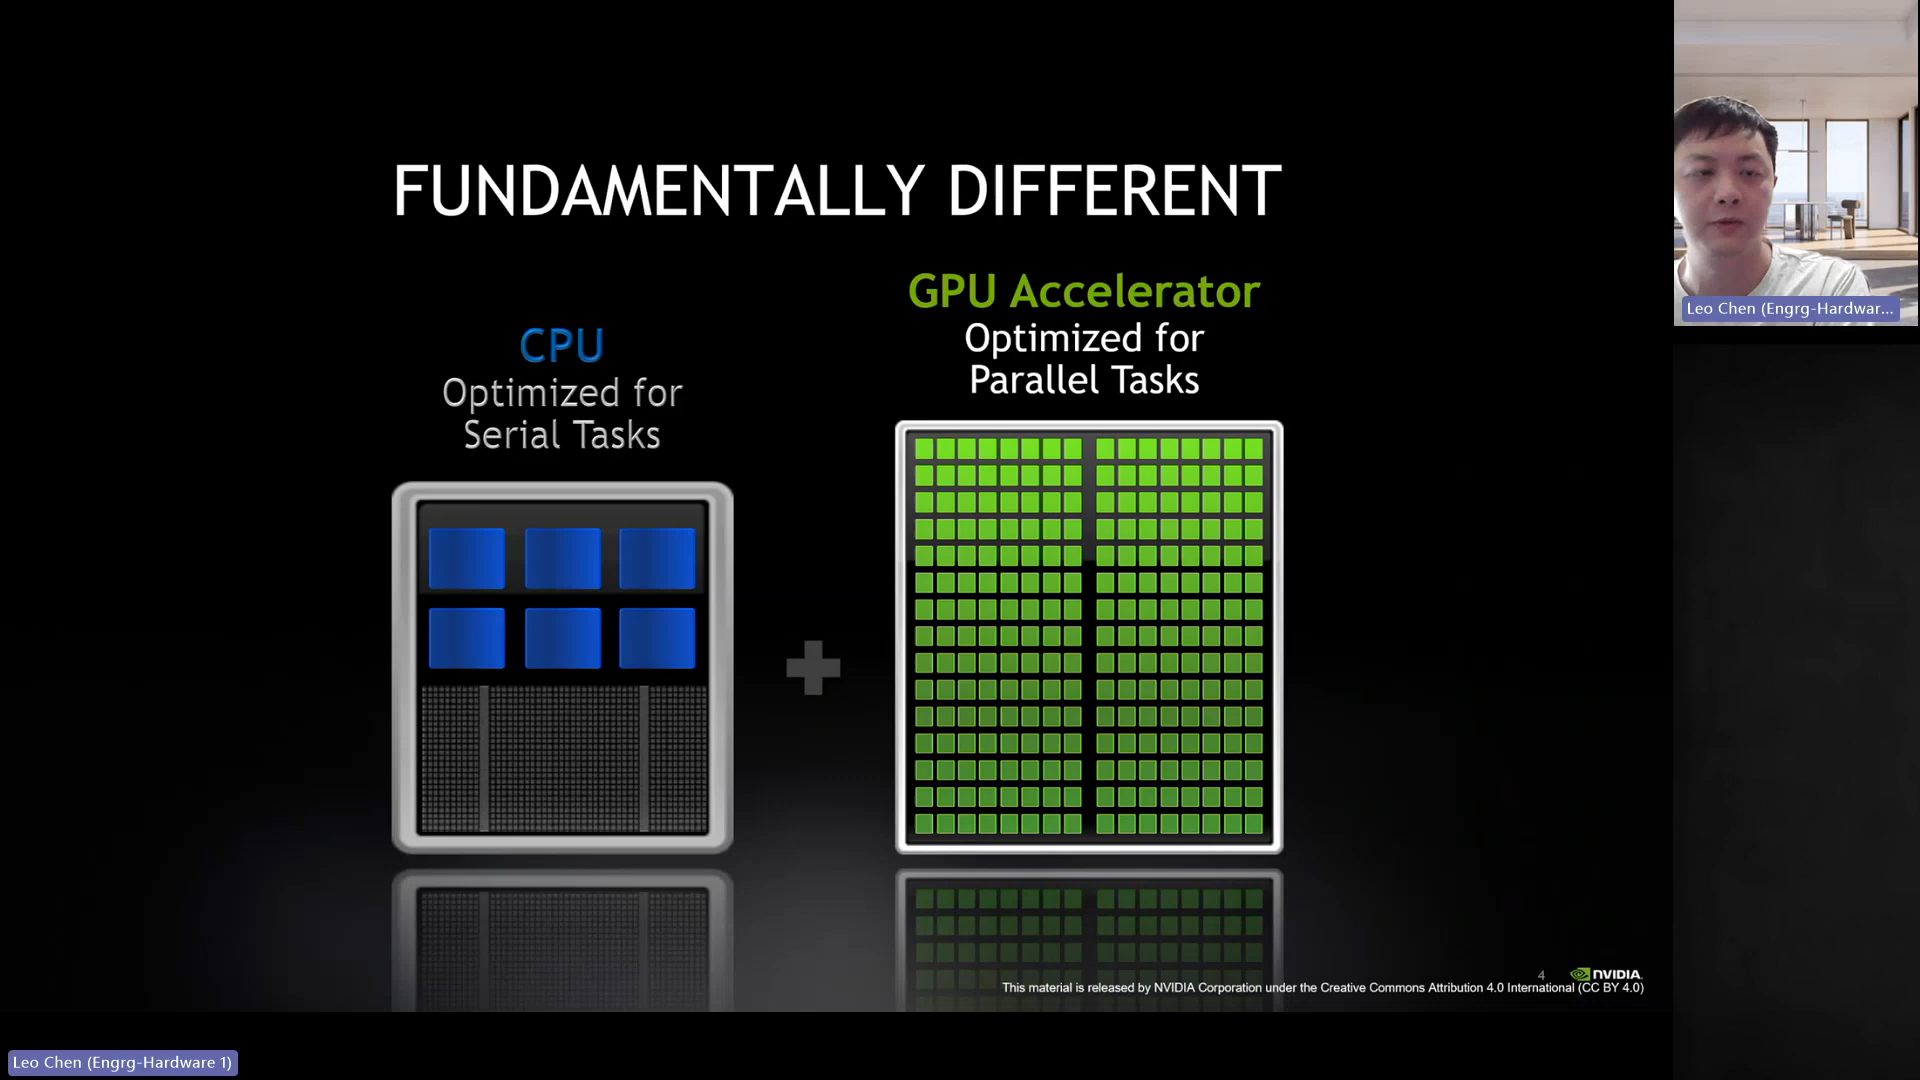 FUNDAMENTALLY DIFFERENT
CPU
Optimized for
Serial Tasks
GPU Accelerator
Optimized for
Parallel Tasks
4
NVIDIA.
This material is released by NVIDIA Corporation under the Creative Commons Attribution 4.0 International (CC BY 4.0)
Leo Chen (Engrg-Hardwar...
Leo Chen (Engrg-Hardware 1)